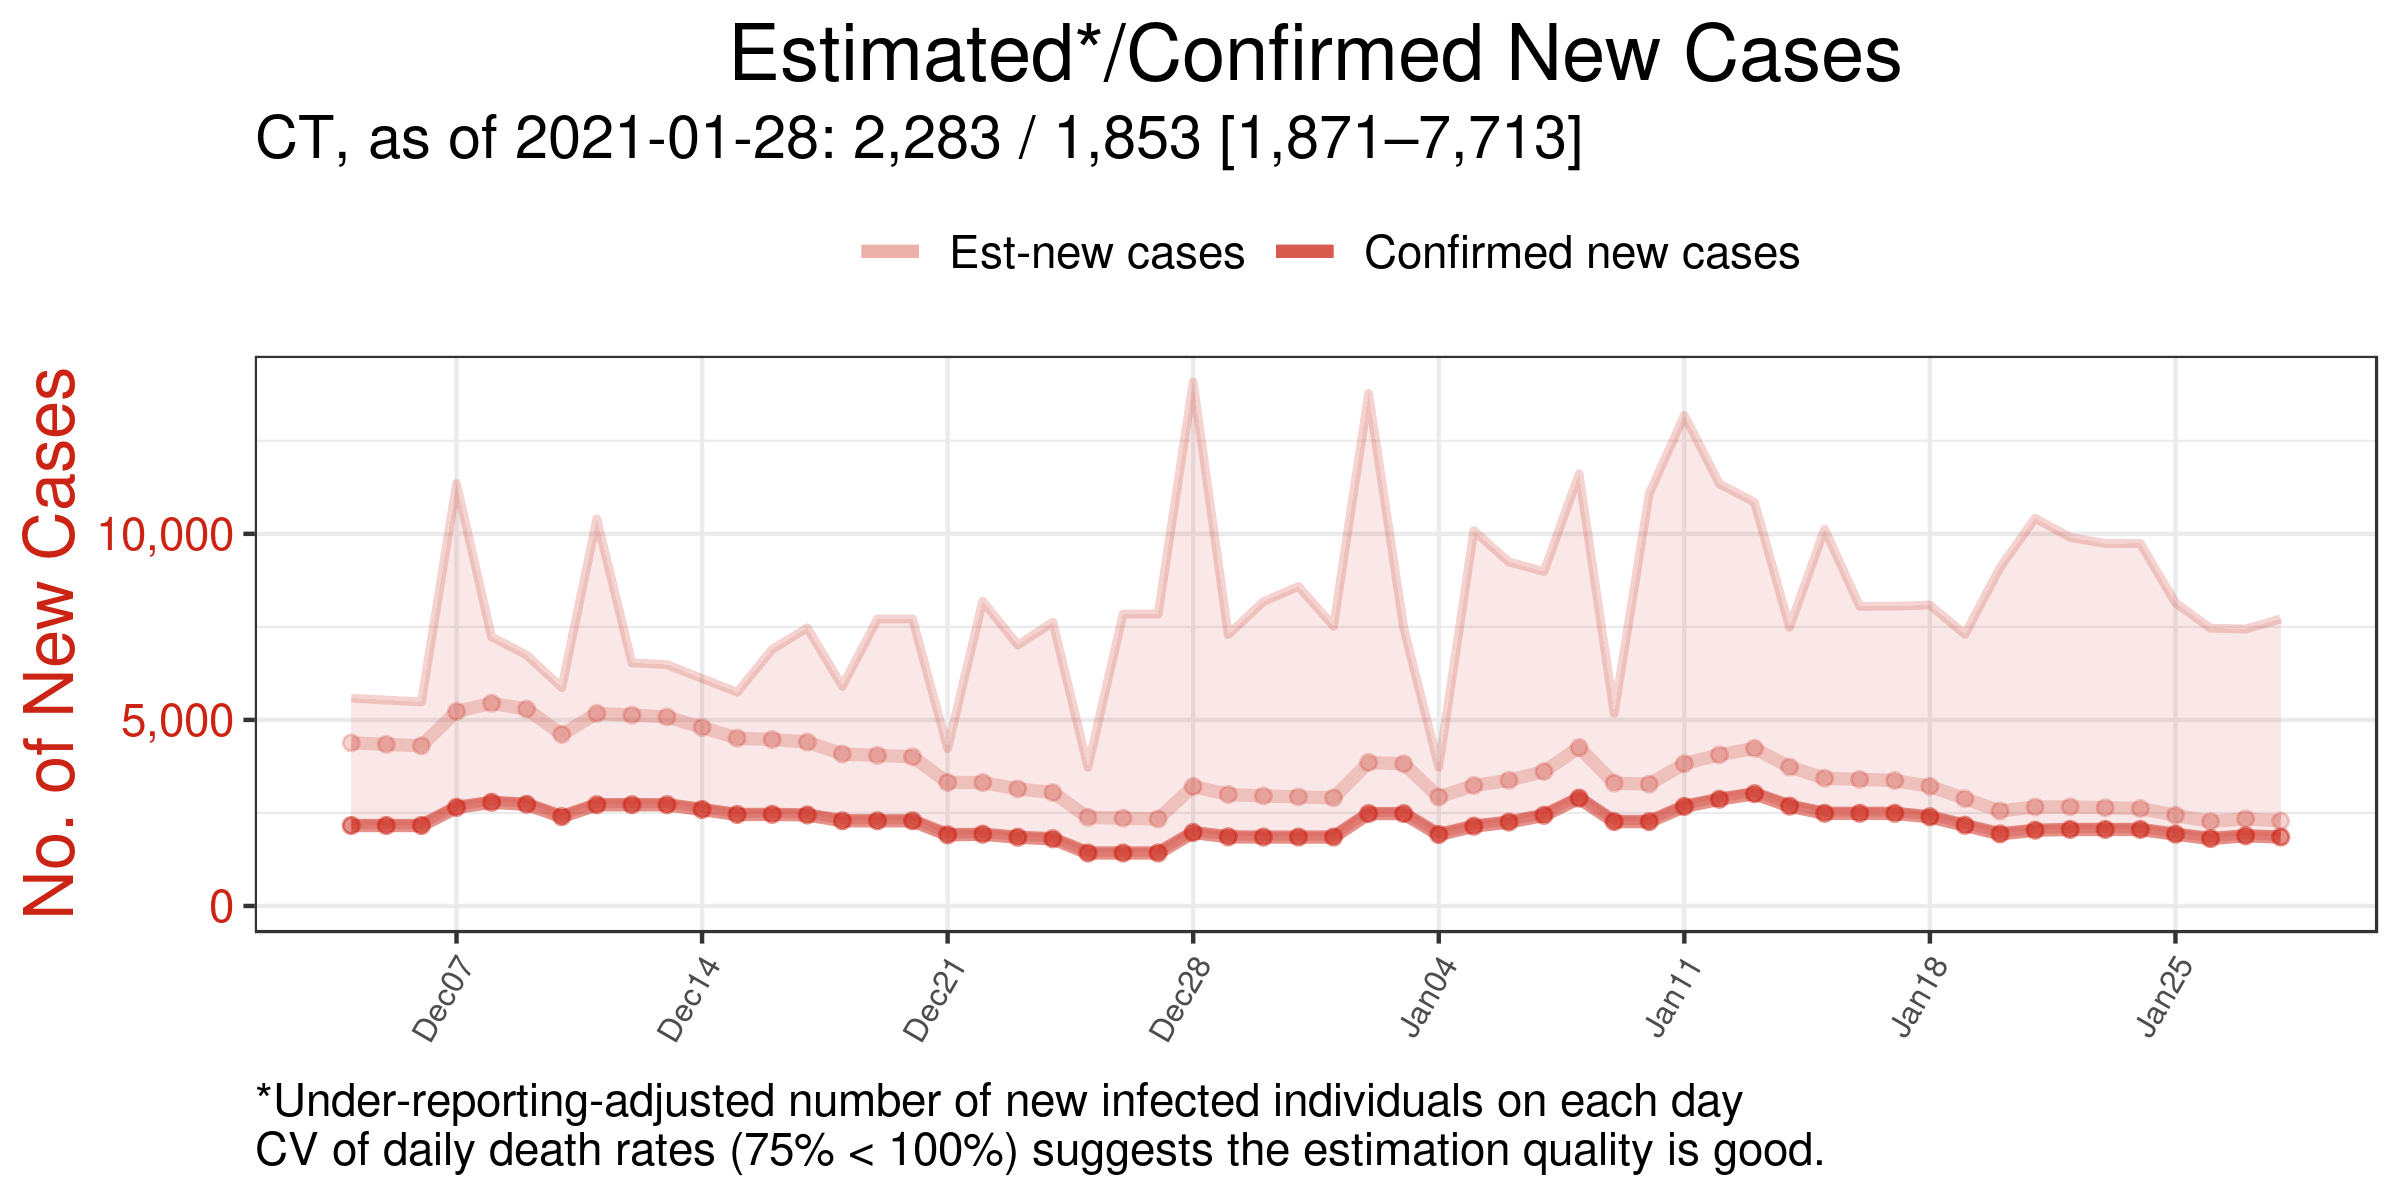 Estimated*/Confirmed New Cases
CT, as of 2021-01-28: 2,283 / 1,853 [1,871–7,713]
Est-new cases Confirmed new cases
No. of New Cases
10,000
5,000
0
Dec07 Dec14 Dec21 Dec28 Jan04 Jan11 Jan18 Jan25
*Under-reporting-adjusted number of new infected individuals on each day
CV of daily death rates (75% < 100%) suggests the estimation quality is good.